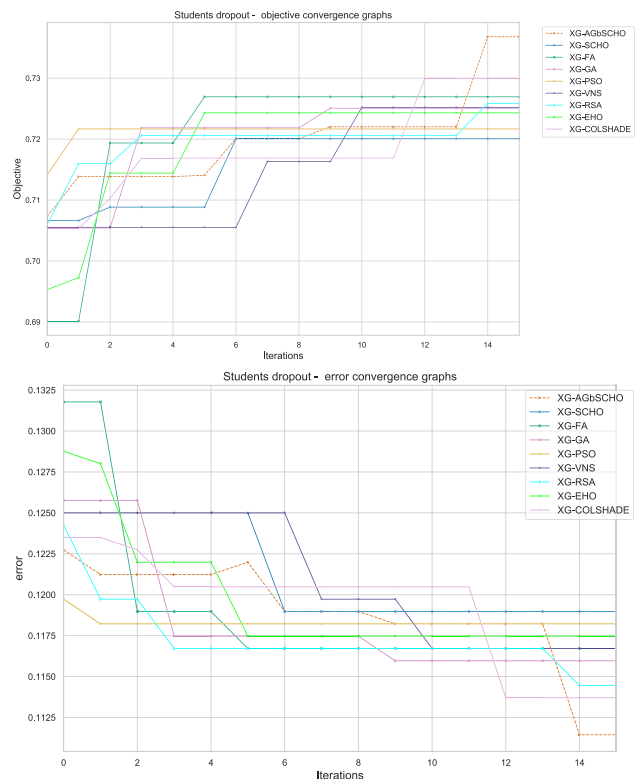 Students dropout - objective convergence graphs
XG-AGbSCHO
XG-SCHO
XG-FA
XG-GA
XG-PSO
XG-VNS
XG-RSA
XG-EHO
XG-COLSHADE
0.73
0.72
0.71
0.70
0.69
Objective
0 2 4 6 8 10 12 14
Iterations
Students dropout - error convergence graphs
XG-AGbSCHO
XG-SCHO
XG-FA
XG-GA
XG-PSO
XG-VNS
XG-RSA
XG-EHO
XG-COLSHADE
0.1325
0.1300
0.1275
0.1250
0.1225
0.1200
0.1175
0.1150
0.1125
error
0 2 4 6 8 10 12 14
Iterations